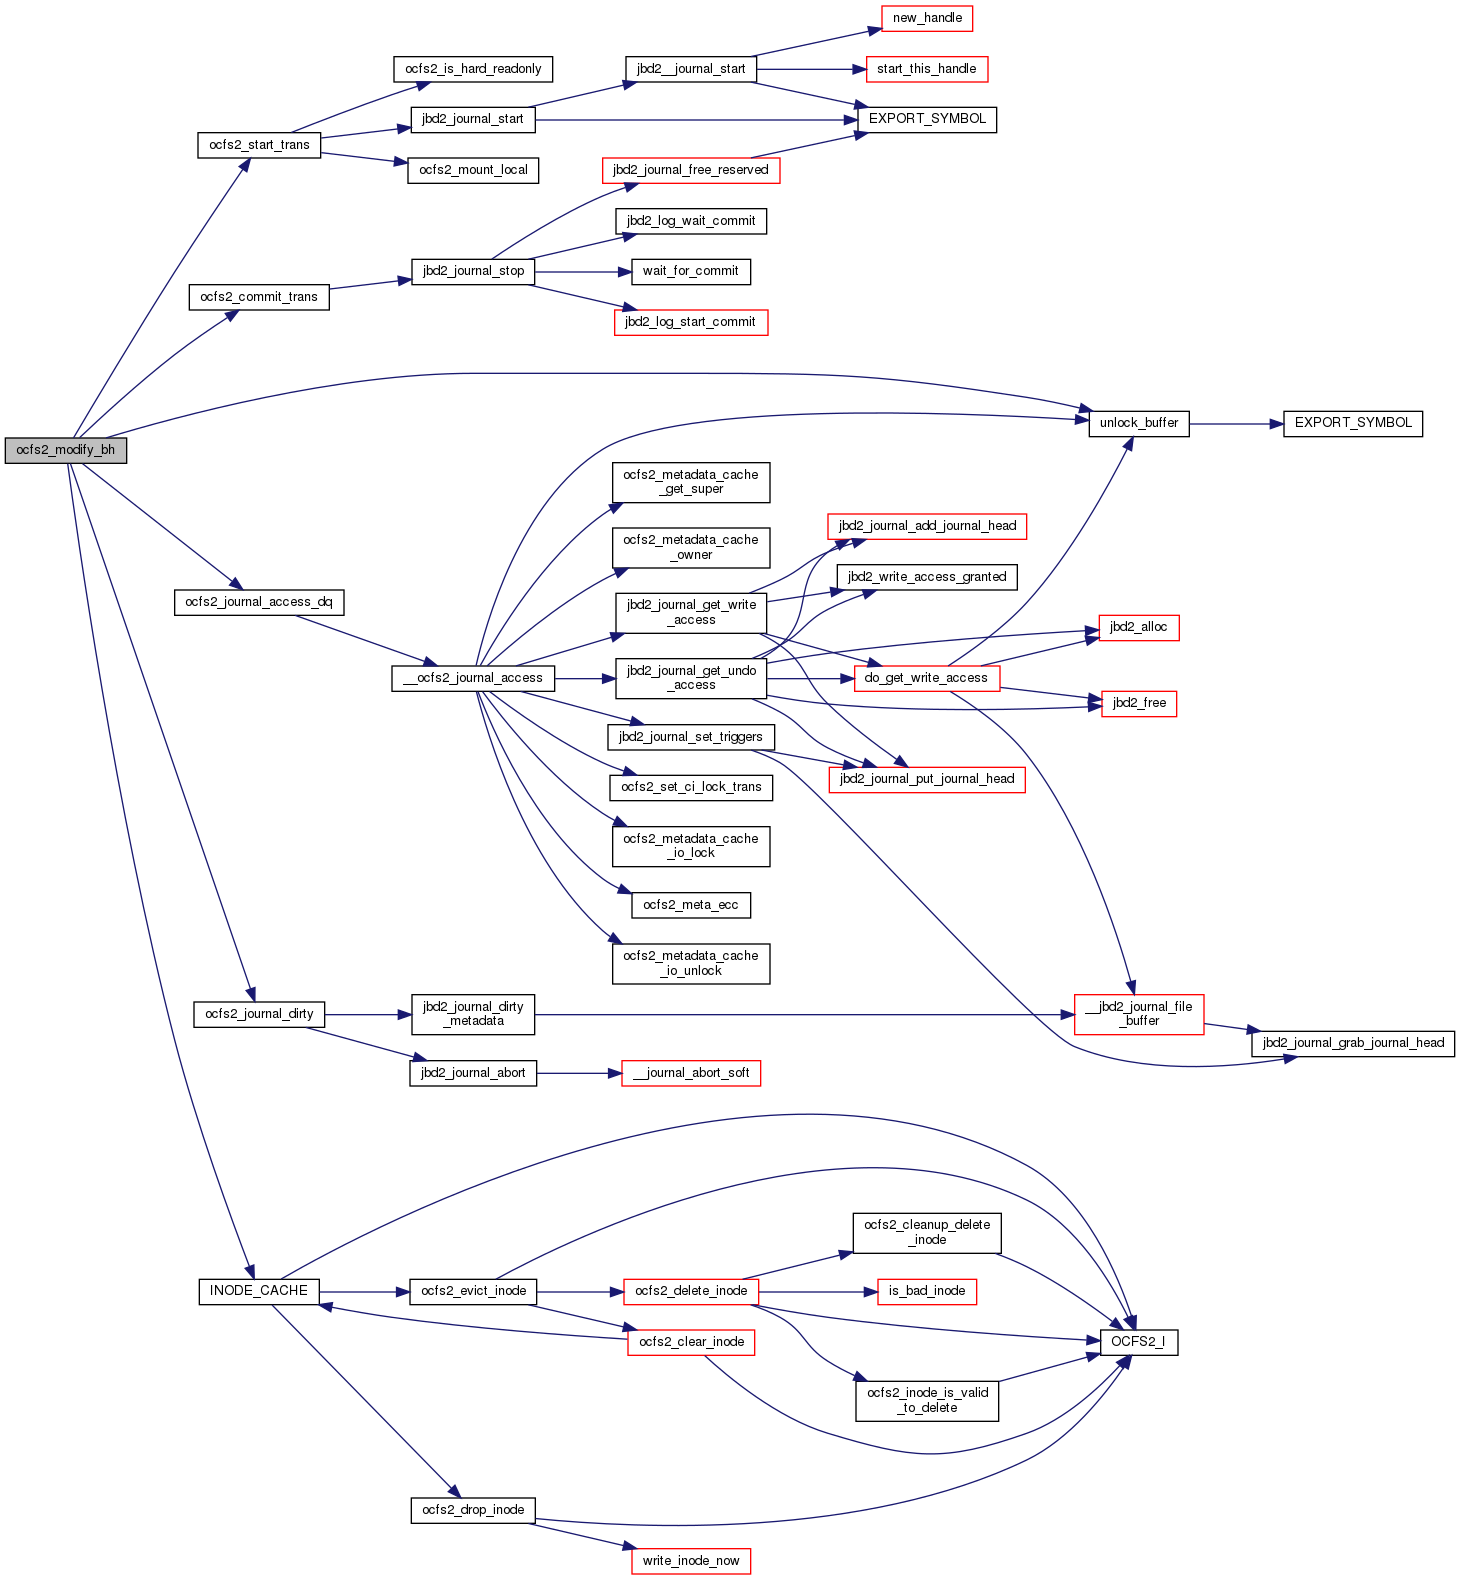 new_handle
ocfs2_is_hard_readonly
jbd2__journal_start
start_this_handle
jbd2_journal_start
EXPORT_SYMBOL
ocfs2_start_trans
ocfs2_mount_local
jbd2_journal_free_reserved
jbd2_log_wait_commit
jbd2_journal_stop
wait_for_commit
ocfs2_commit_trans
jbd2_log_start_commit
unlock_buffer
EXPORT_SYMBOL
ocfs2_modify_bh
ocfs2_metadata_cache
_get_super
jbd2_journal_add_journal_head
ocfs2_metadata_cache
_owner
jbd2_write_access_granted
ocfs2_journal_access_dq
jbd2_journal_get_write
_access
jbd2_alloc
__ocfs2_journal_access
jbd2_journal_get_undo
_access
do_get_write_access
jbd2_free
jbd2_journal_set_triggers
jbd2_journal_put_journal_head
ocfs2_set_ci_lock_trans
ocfs2_metadata_cache
_io_lock
ocfs2_meta_ecc
ocfs2_metadata_cache
_io_unlock
ocfs2_journal_dirty
jbd2_journal_dirty
_metadata
__jbd2_journal_file
_buffer
jbd2_journal_grab_journal_head
jbd2_journal_abort
__journal_abort_soft
ocfs2_cleanup_delete
_inode
INODE_CACHE
ocfs2_evict_inode
ocfs2_delete_inode
is_bad_inode
ocfs2_clear_inode
OCFS2_I
ocfs2_inode_is_valid
_to_delete
ocfs2_drop_inode
write_inode_now